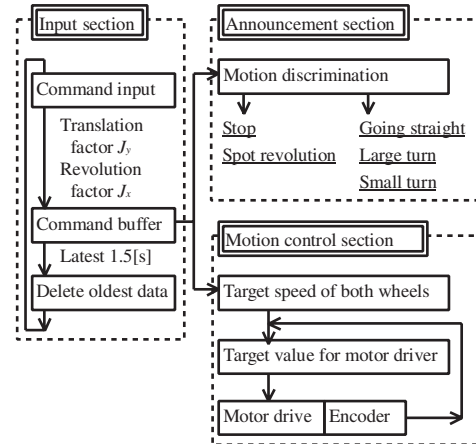 Input section
Command input
Translation
factor Jy
Revolution
factor Jx
Command buffer
Latest 1.5[s]
Delete oldest data
Announcement section
Motion discrimination
Stop
Spot revolution
Going straight
Large turn
Small turn
Motion control section
Target speed of both wheels
Target value for motor driver
Motor drive
Encoder